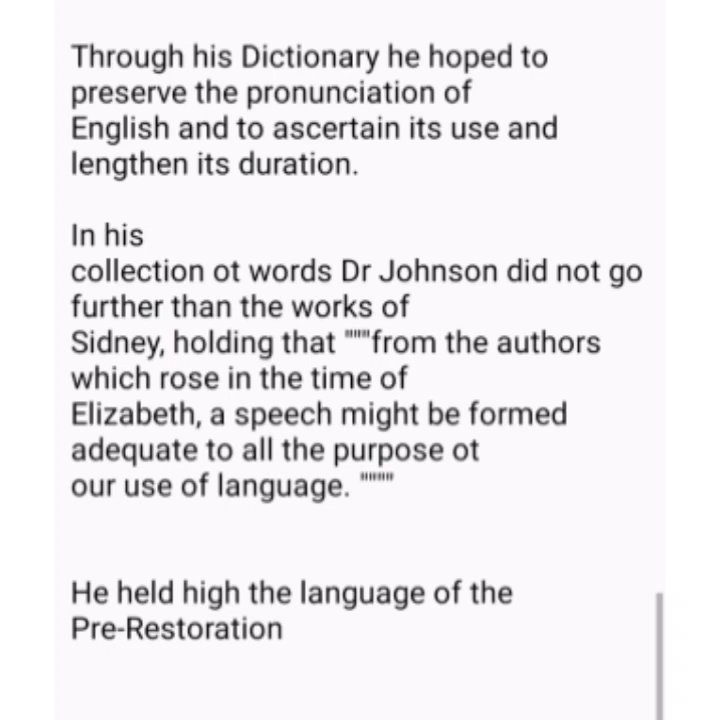 Through his Dictionary he hoped to
preserve the pronunciation of
English and to ascertain its use and
lengthen its duration.
In his
collection ot words Dr Johnson did not go
further than the works of
Sidney, holding that """from the authors
which rose in the time of
Elizabeth, a speech might be formed
adequate to all the purpose ot
our use of language. """"
He held high the language of the
Pre-Restoration